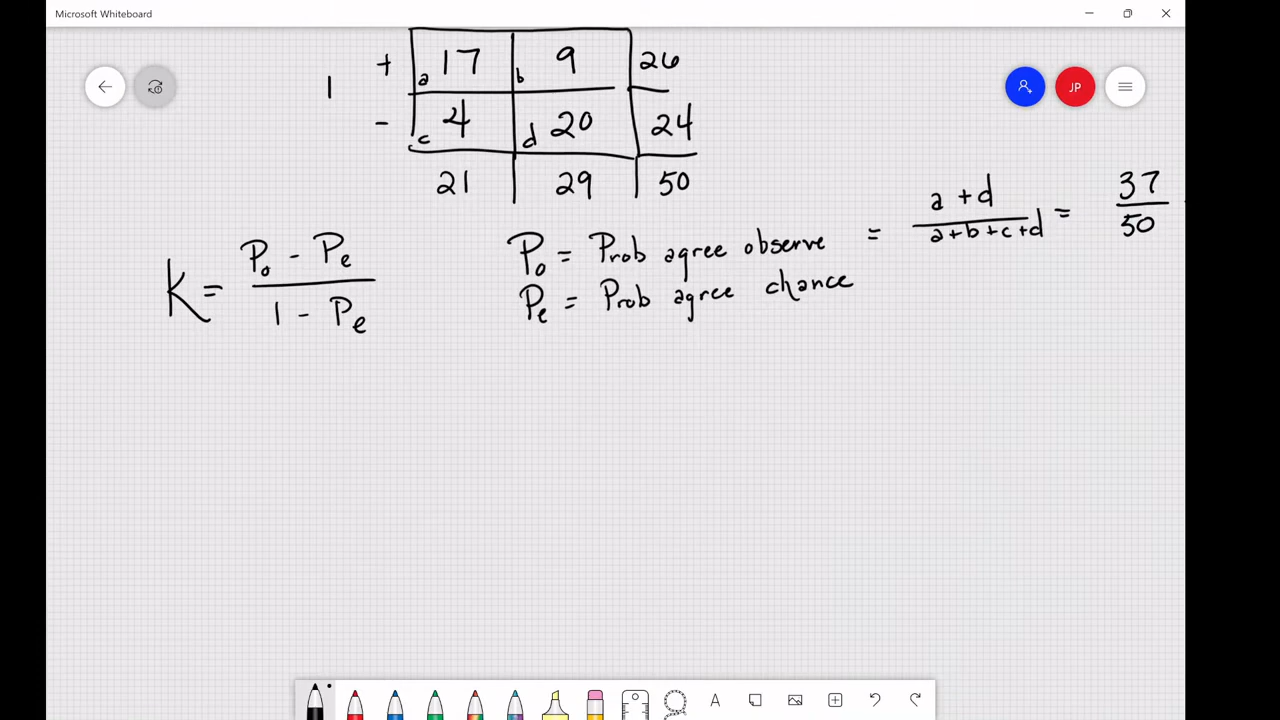 Microsoft Whiteboard
+ a 17 b 9 26
1
- c 4 d 20 24
21 29 50
JP
K = Po - Pe / 1 - Pe
Po = Prob agree observe = a + d / a+b+c+d = 37 / 50
Pe = Prob agree chance
A